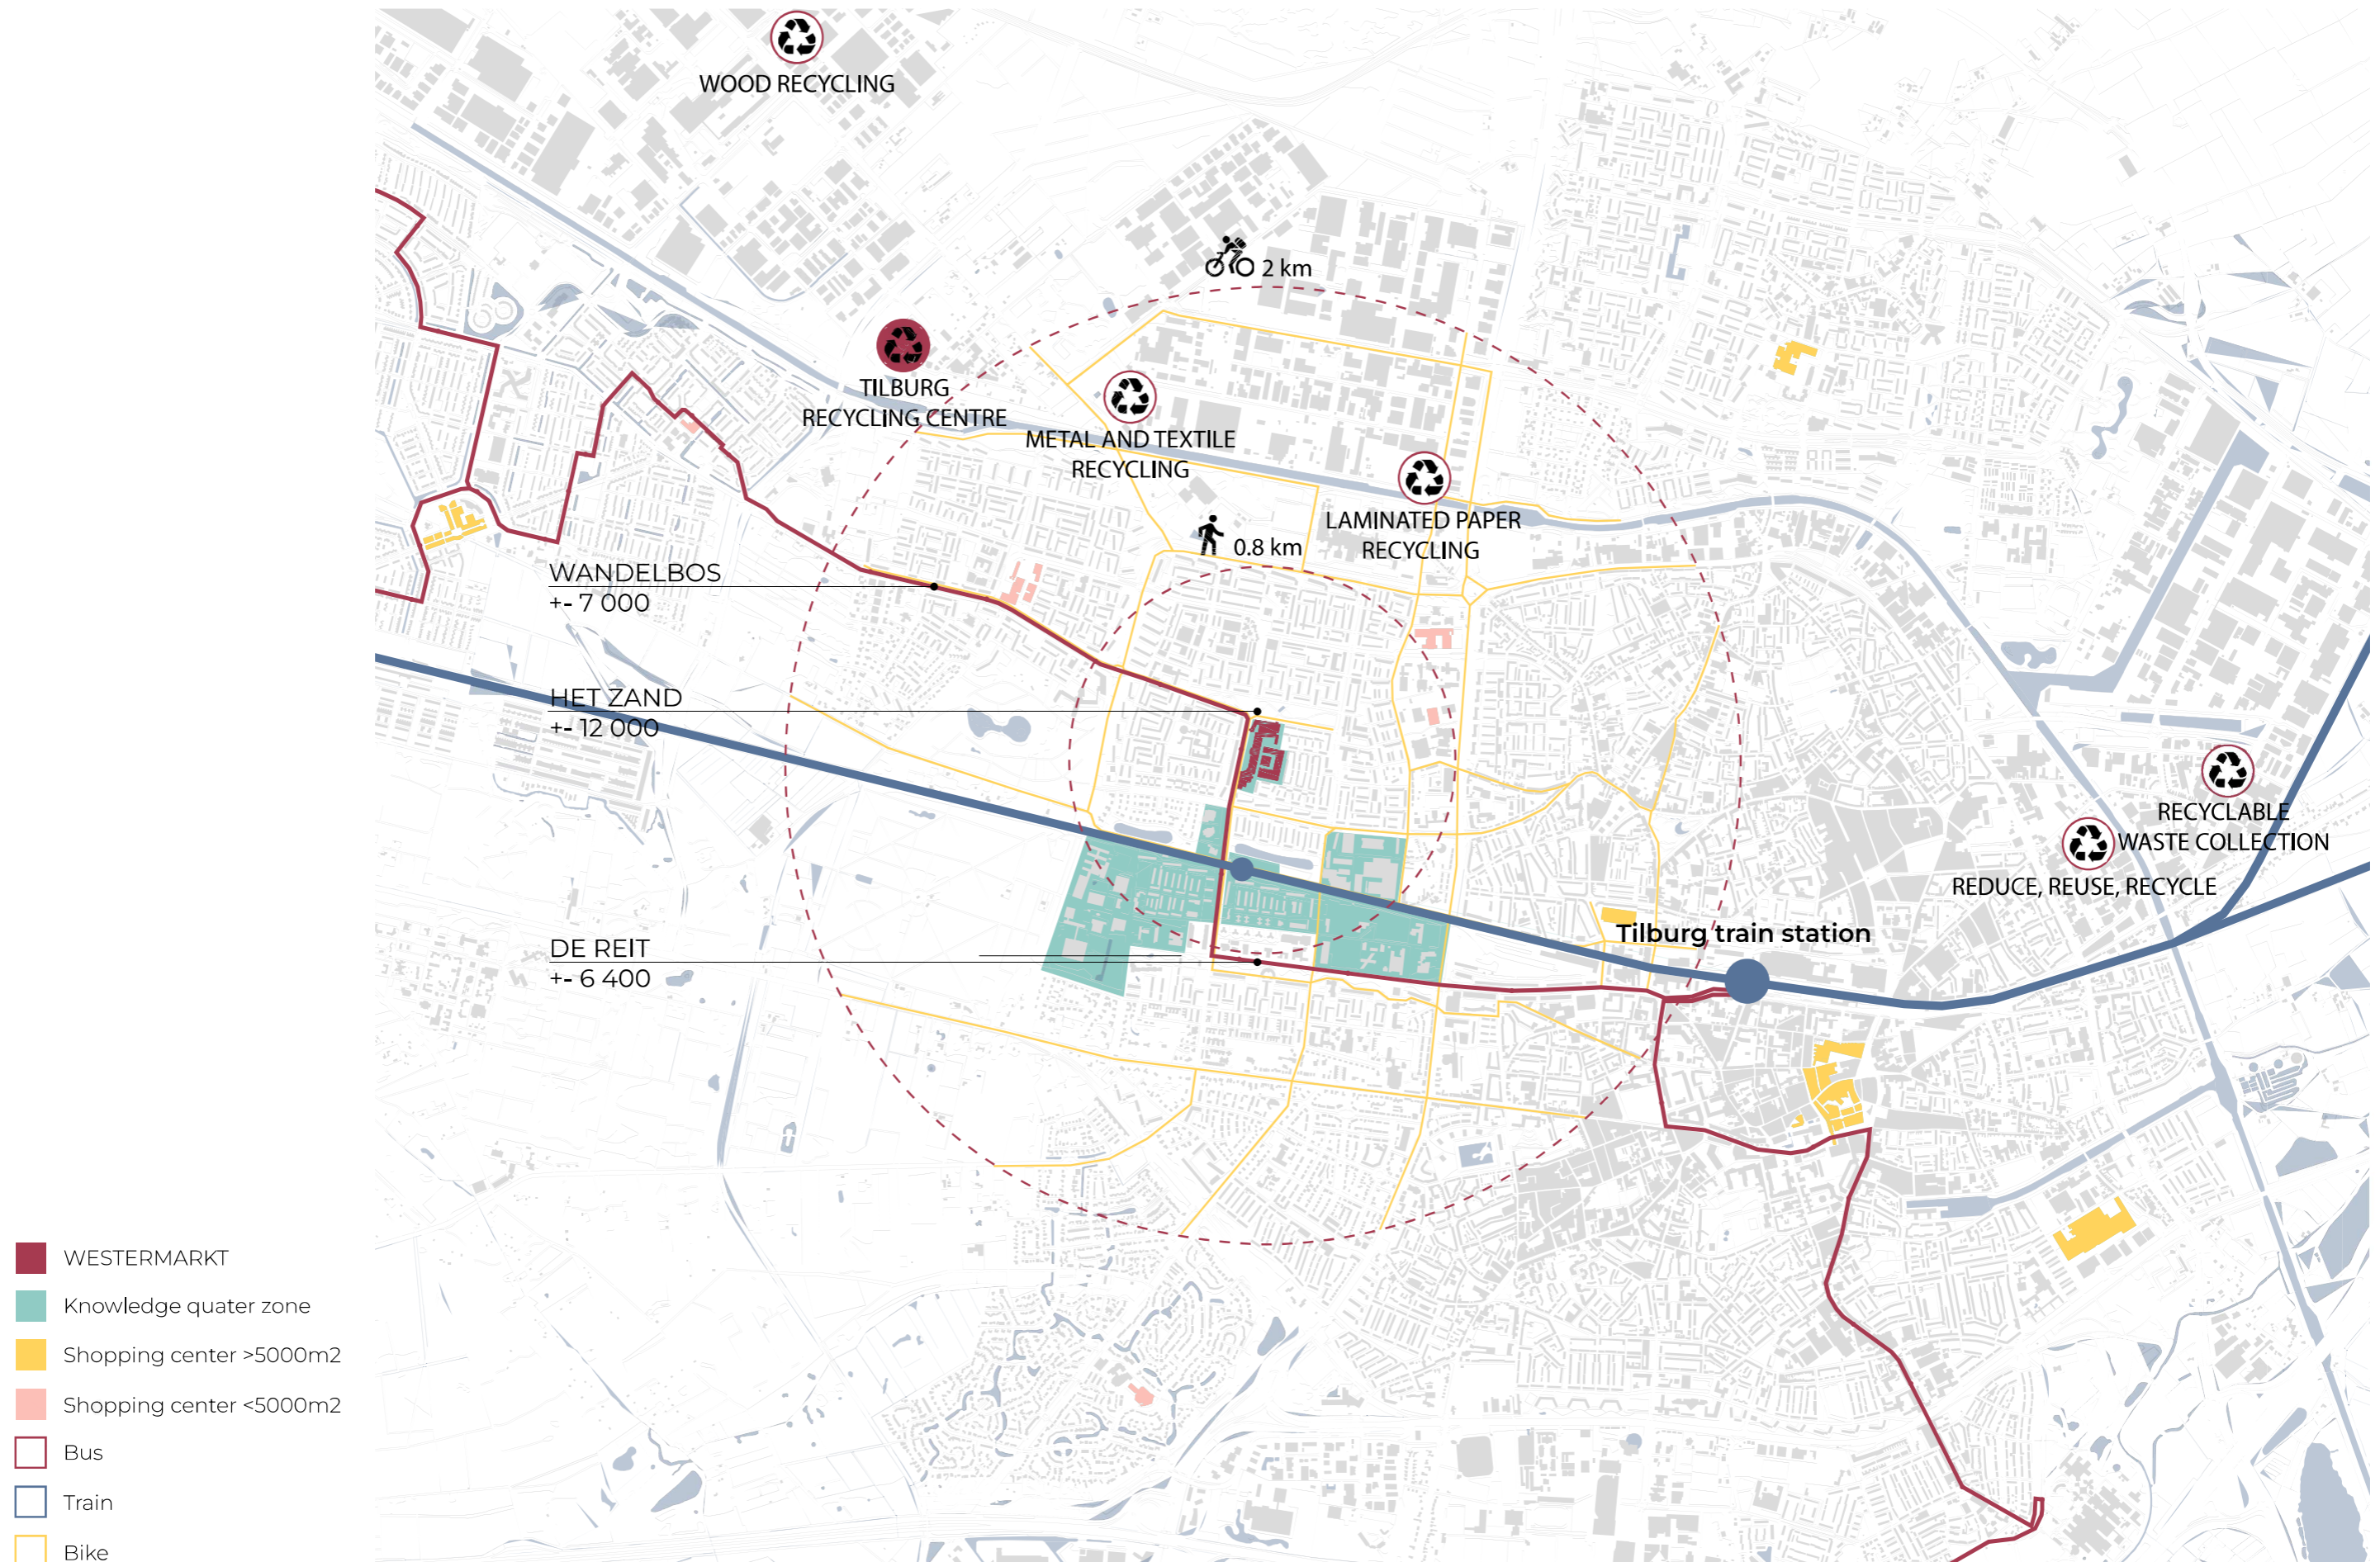 WOOD RECYCLING
2 km
TILBURG
RECYCLING CENTRE
METAL AND TEXTILE
RECYCLING
LAMINATED PAPER
RECYCLING
0.8 km
WANDELBOS
+- 7 000
HET ZAND
+- 12 000
RECYCLABLE
WASTE COLLECTION
REDUCE, REUSE, RECYCLE
Tilburg train station
DE REIT
+- 6 400
WESTERMARKT
Knowledge quater zone
Shopping center >5000m2
Shopping center <5000m2
Bus
Train
Bike